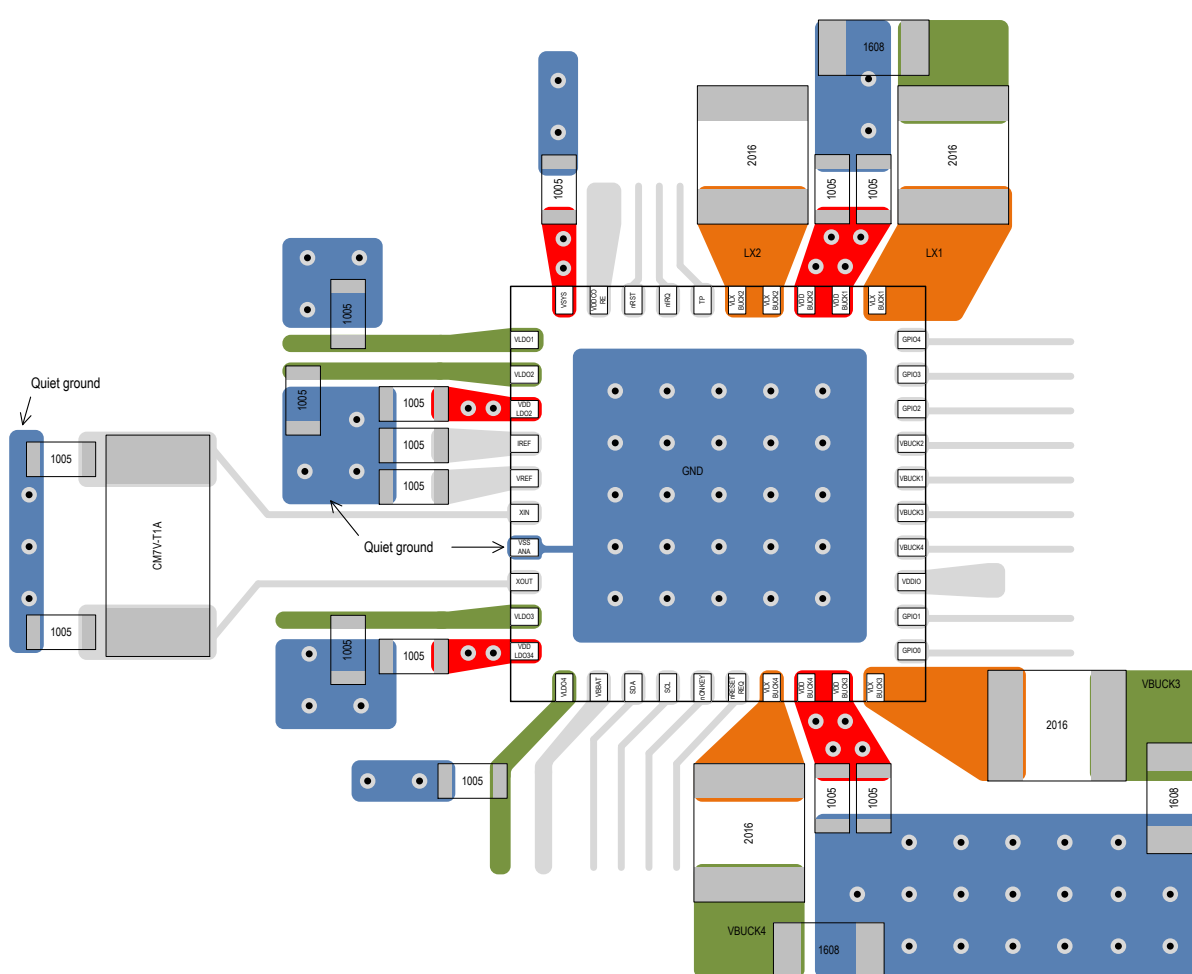 1608
2016
2016
1005
1005
1005
LX2
LX1
VSYS
VDDCO
RE
nRST
nIRQ
TP
VLX
BUCK2
VLX
BUCK2
VDD
BUCK2
VDD
BUCK1
VLX
BUCK1
1005
VLDO1
GPIO4
Quiet ground
1005
VLDO2
GPIO3
1005
VDD
LDO2
GPIO2
1005
IREF
VBUCK2
1005
1005
VREF
GND
VBUCK1
CM7V-T1A
XIN
VBUCK3
Quiet ground
VSS
ANA
VBUCK4
XOUT
VDDIO
1005
1005
VLDO3
GPIO1
1005
VDD
LDO34
GPIO0
VLDO4
VBBAT
SDA
SCL
nONKEY
nRESET
REQ
VLX
BUCK4
VDD
BUCK4
VDD
BUCK3
VLX
BUCK3
VBUCK3
2016
1005
1005
1005
1608
2016
VBUCK4
1608